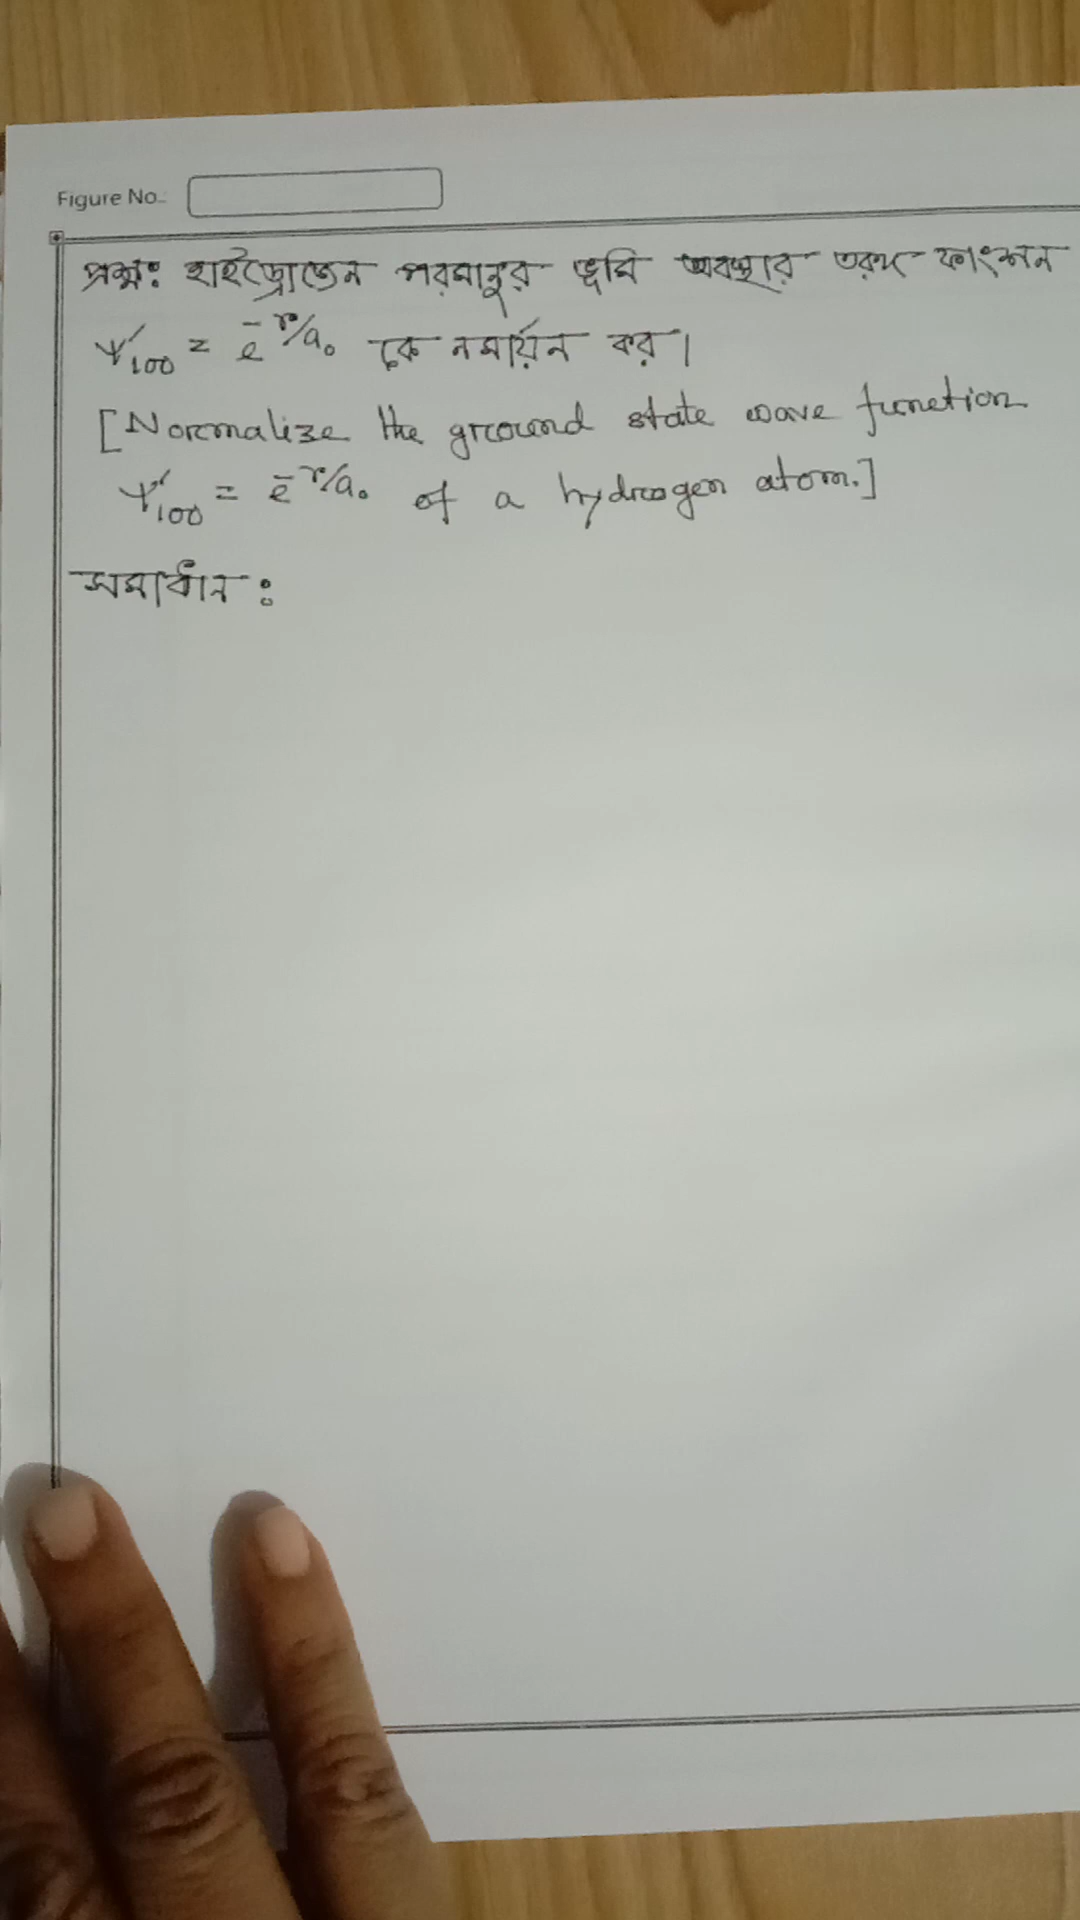 Figure No.
প্রশ্ন: হাইড্রোজেন পরমানুর ভূমি অবস্থার তরঙ্গ ফাংশন
ψ₁₀₀ = e^{-r/a₀} কে নর্মায়ন কর।
[Normalize the ground state wave function
ψ₁₀₀ = e^{-r/a₀} of a hydrogen atom.]
সমাধান: